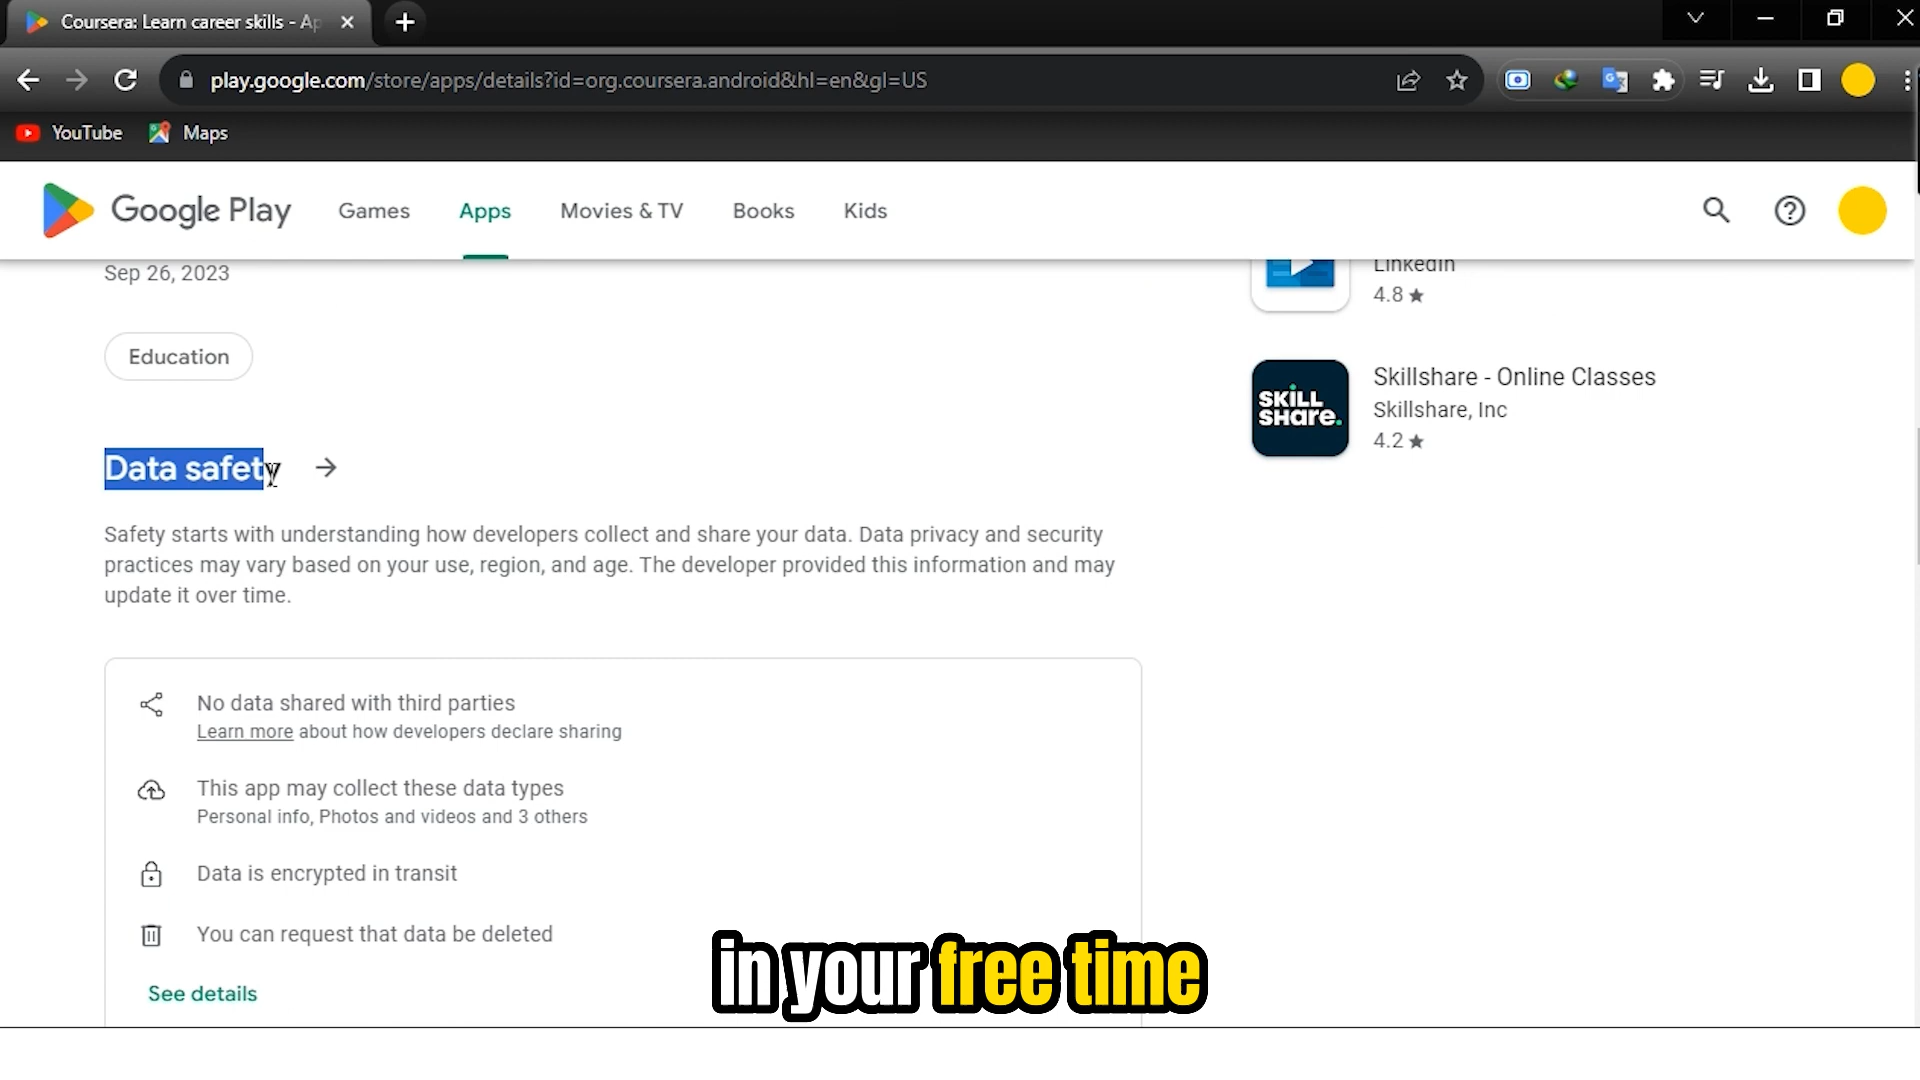 Coursera: Learn career skills - Ap
play.google.com/store/apps/details?id=org.coursera.android&hl=en&gl=US
YouTube
Maps
Google Play
Games
Apps
Movies & TV
Books
Kids
Sep 26, 2023
LinkedIn
4.8 ★
Education
SKILL
SHare.
Skillshare - Online Classes
Skillshare, Inc
4.2 ★
Data safety
Safety starts with understanding how developers collect and share your data. Data privacy and security
practices may vary based on your use, region, and age. The developer provided this information and may
update it over time.
No data shared with third parties
Learn more about how developers declare sharing
This app may collect these data types
Personal info, Photos and videos and 3 others
Data is encrypted in transit
You can request that data be deleted
See details
in your free time